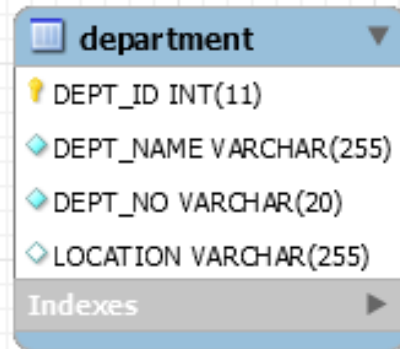 department
DEPT_ID INT(11)
DEPT_NAME VARCHAR(255)
DEPT_NO VARCHAR(20)
LOCATION VARCHAR(255)
Indexes